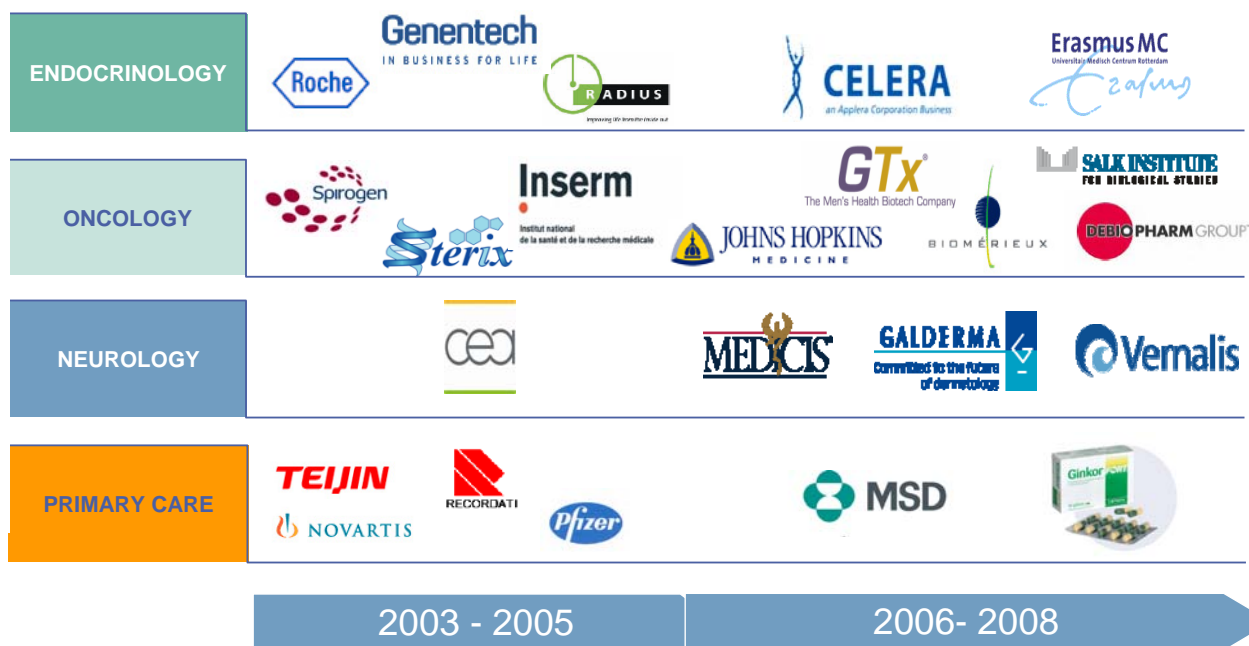 ENDOCRINOLOGY
Roche
Genentech
IN BUSINESS FOR LIFE
RADIUS
CELERA
an Applera Corporation Business
Erasmus MC
Universitair Medisch Centrum Rotterdam
Erasmus
ONCOLOGY
Spirogen
Sterix
Inserm
Institut national
de la santé et de la recherche médicale
GTx®
The Men's Health Biotech Company
JOHNS HOPKINS
MEDICINE
BIOMÉRIEUX
SALK INSTITUTE
FOR BIOLOGICAL STUDIES
DEBIOPHARM GROUP
NEUROLOGY
cea
MEDICIS
GALDERMA
Committed to the future
of dermatology
Vernalis
PRIMARY CARE
TEIJIN
NOVARTIS
RECORDATI
Pfizer
MSD
Ginkor FORT
2003 - 2005
2006- 2008